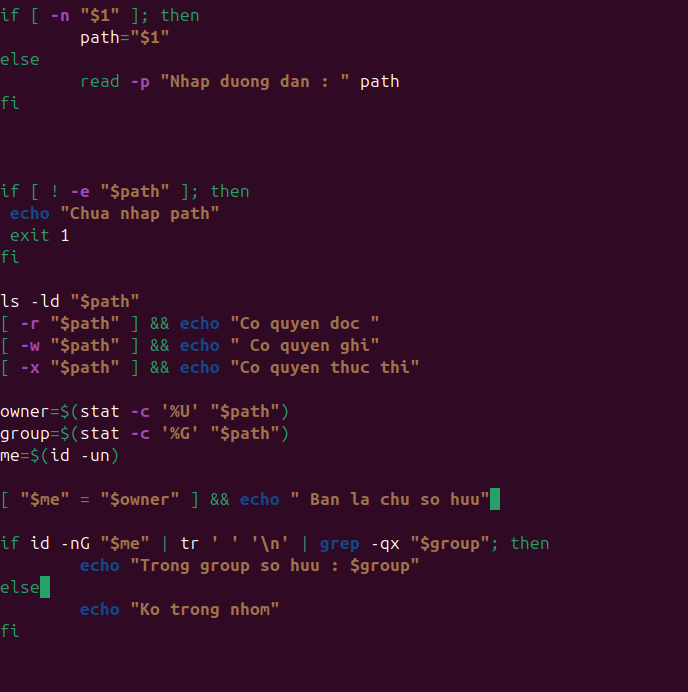 if [ -n "$1" ]; then
        path="$1"
else
        read -p "Nhap duong dan : " path
fi
if [ ! -e "$path" ]; then
 echo "Chua nhap path"
 exit 1
fi
ls -ld "$path"
[ -r "$path" ] && echo "Co quyen doc "
[ -w "$path" ] && echo " Co quyen ghi"
[ -x "$path" ] && echo "Co quyen thuc thi"
owner=$(stat -c '%U' "$path")
group=$(stat -c '%G' "$path")
me=$(id -un)
[ "$me" = "$owner" ] && echo " Ban la chu so huu"
if id -nG "$me" | tr ' ' '\n' | grep -qx "$group"; then
        echo "Trong group so huu : $group"
else
        echo "Ko trong nhom"
fi